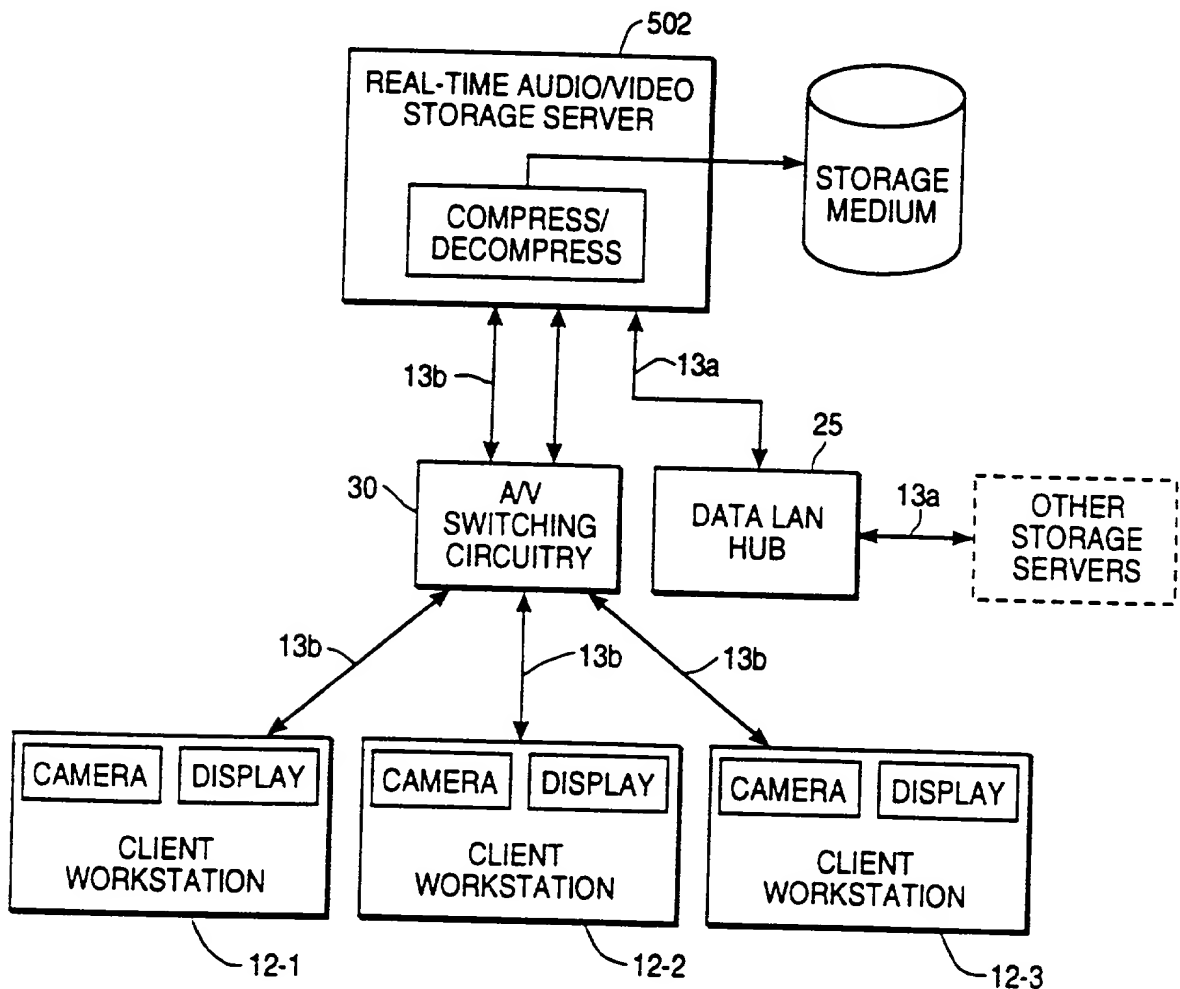 502
REAL-TIME AUDIO/VIDEO
STORAGE SERVER
COMPRESS/
DECOMPRESS
STORAGE
MEDIUM
13b
13a
30
A/V
SWITCHING
CIRCUITRY
25
DATA LAN
HUB
13a
OTHER
STORAGE
SERVERS
13b
13b
13b
CAMERA
DISPLAY
CLIENT
WORKSTATION
12-1
CAMERA
DISPLAY
CLIENT
WORKSTATION
12-2
CAMERA
DISPLAY
CLIENT
WORKSTATION
12-3